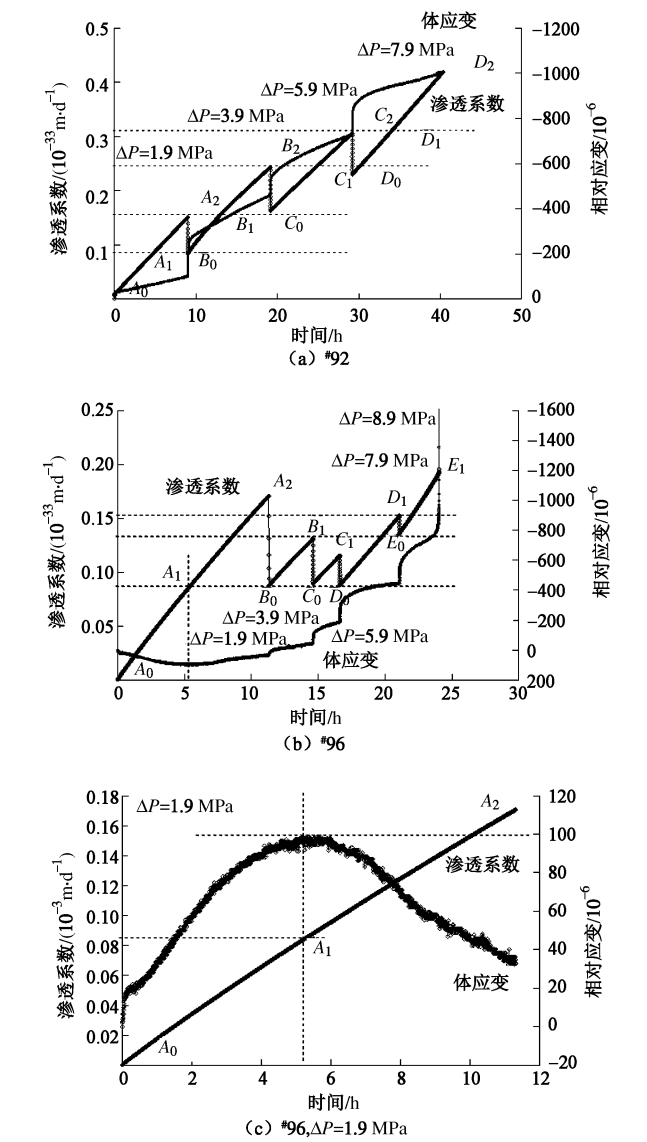 体应变
0.5
−1200
ΔP=7.9 MPa
D2
−1000
0.4
ΔP=5.9 MPa
渗透系数
ΔP=3.9 MPa
C2
−800
0.3
B2
D1
ΔP=1.9 MPa
−600
C1
D0
0.2
A2
−400
B1
C0
0.1
A1
B0
−200
A0
0
0
10
20
30
40
50
渗透系数/(10⁻³³m·d⁻¹)
相对应变/10⁻⁶
时间/h
（a）#92
0.25
−1600
ΔP=8.9 MPa
−1400
0.20
ΔP=7.9 MPa
E1
−1200
渗透系数
A2
−1000
0.15
D1
B1
−800
C1
E0
−600
0.10
A1
B0
C0
D0
−400
ΔP=3.9 MPa
0.05
ΔP=1.9 MPa
ΔP=5.9 MPa
−200
体应变
0
A0
200
0
5
10
15
20
25
30
渗透系数/(10⁻³³m·d⁻¹)
相对应变/10⁻⁶
时间/h
（b）#96
0.18
120
ΔP=1.9 MPa
A2
0.16
100
0.14
渗透系数
80
0.12
60
0.10
0.08
A1
40
0.06
体应变
20
0.04
0
0.02
A0
−20
0
2
4
6
8
10
12
渗透系数/(10⁻³m·d⁻¹)
相对应变/10⁻⁶
时间/h
（c）#96,ΔP=1.9 MPa